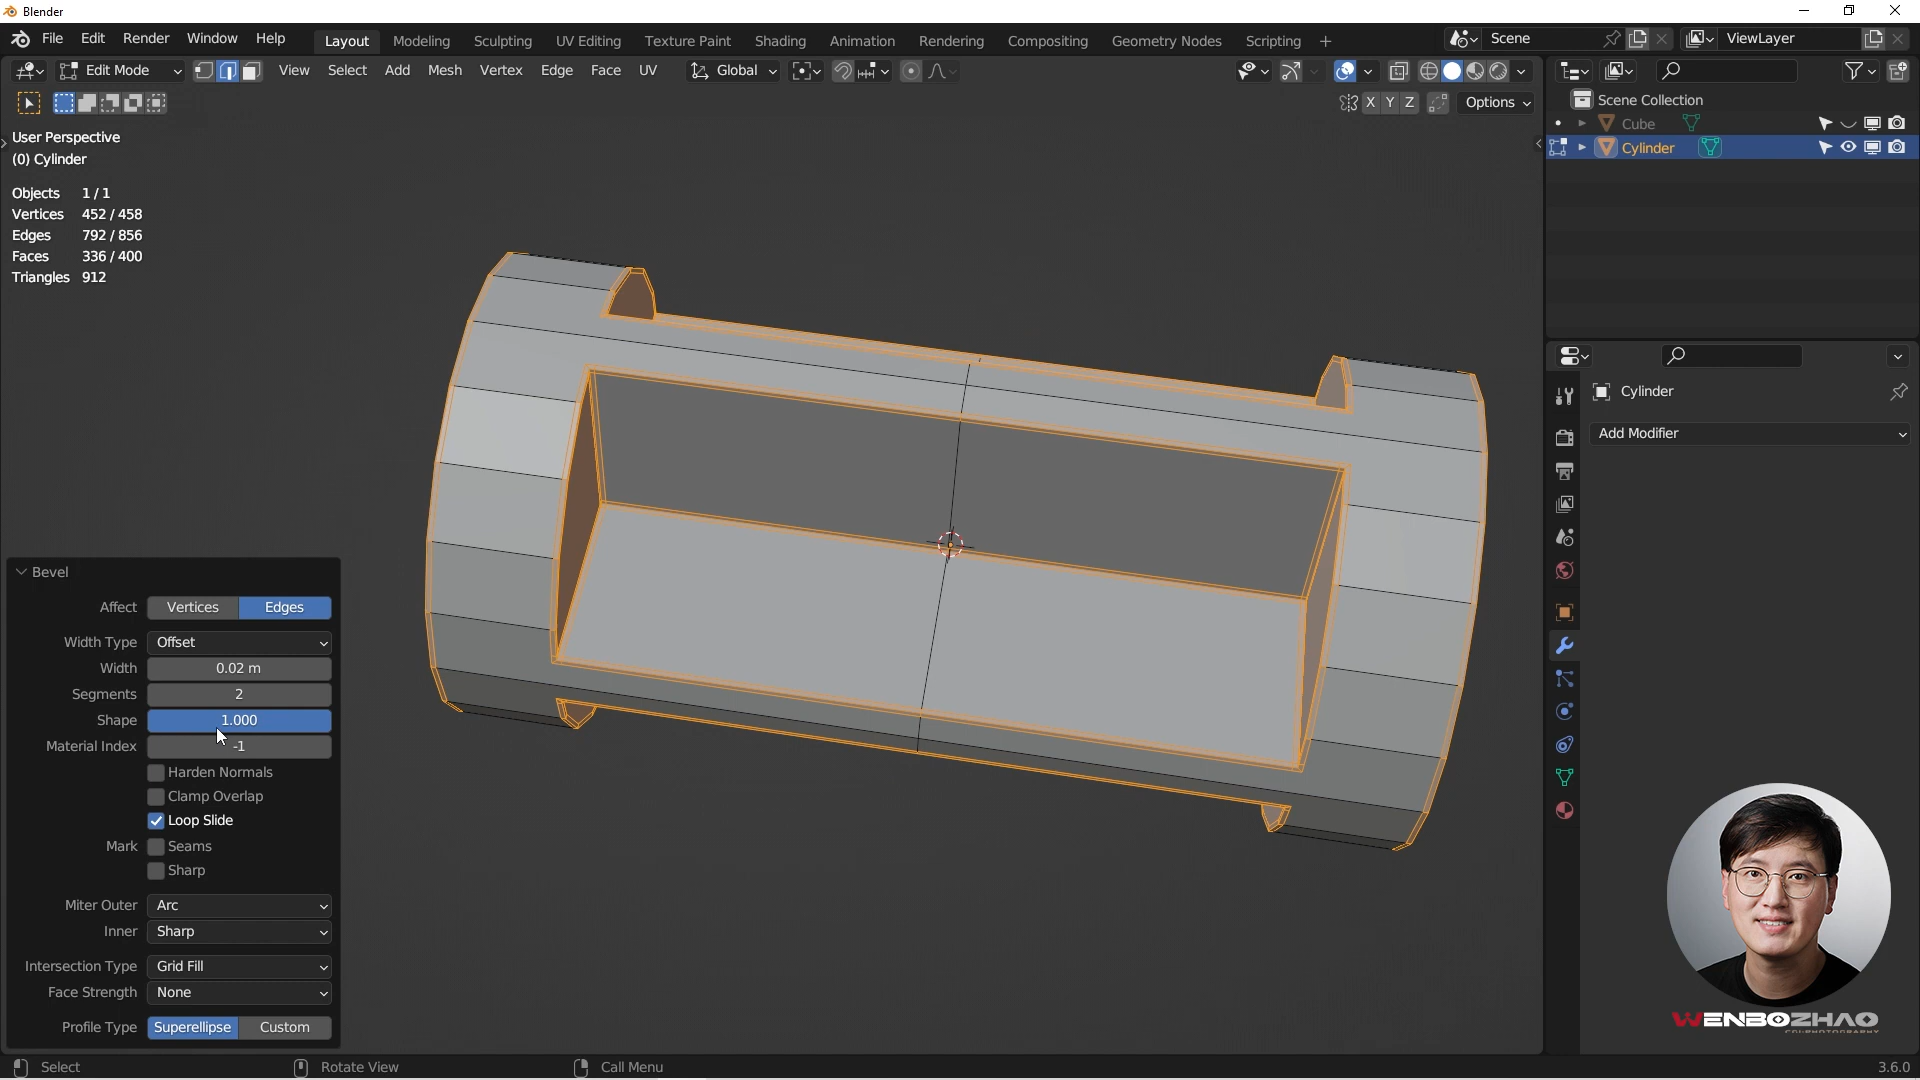 Blender
File Edit Render Window Help Layout Modeling Sculpting UV Editing Texture Paint Shading Animation Rendering Compositing Geometry Nodes Scripting + Scene ViewLayer
Edit Mode View Select Add Mesh Vertex Edge Face UV Global
X Y Z Options
Scene Collection
Cube
Cylinder
User Perspective
(0) Cylinder
Objects 1 / 1
Vertices 452 / 458
Edges 792 / 856
Faces 336 / 400
Triangles 912
Cylinder
Add Modifier
Bevel
Affect Vertices Edges
Width Type Offset
Width 0.02 m
Segments 2
Shape 1.000
Material Index -1
Harden Normals
Clamp Overlap
Loop Slide
Mark Seams
Sharp
Miter Outer Arc
Inner Sharp
Intersection Type Grid Fill
Face Strength None
Profile Type Superellipse Custom
WENBOZHAO
Select Rotate View Call Menu 3.6.0